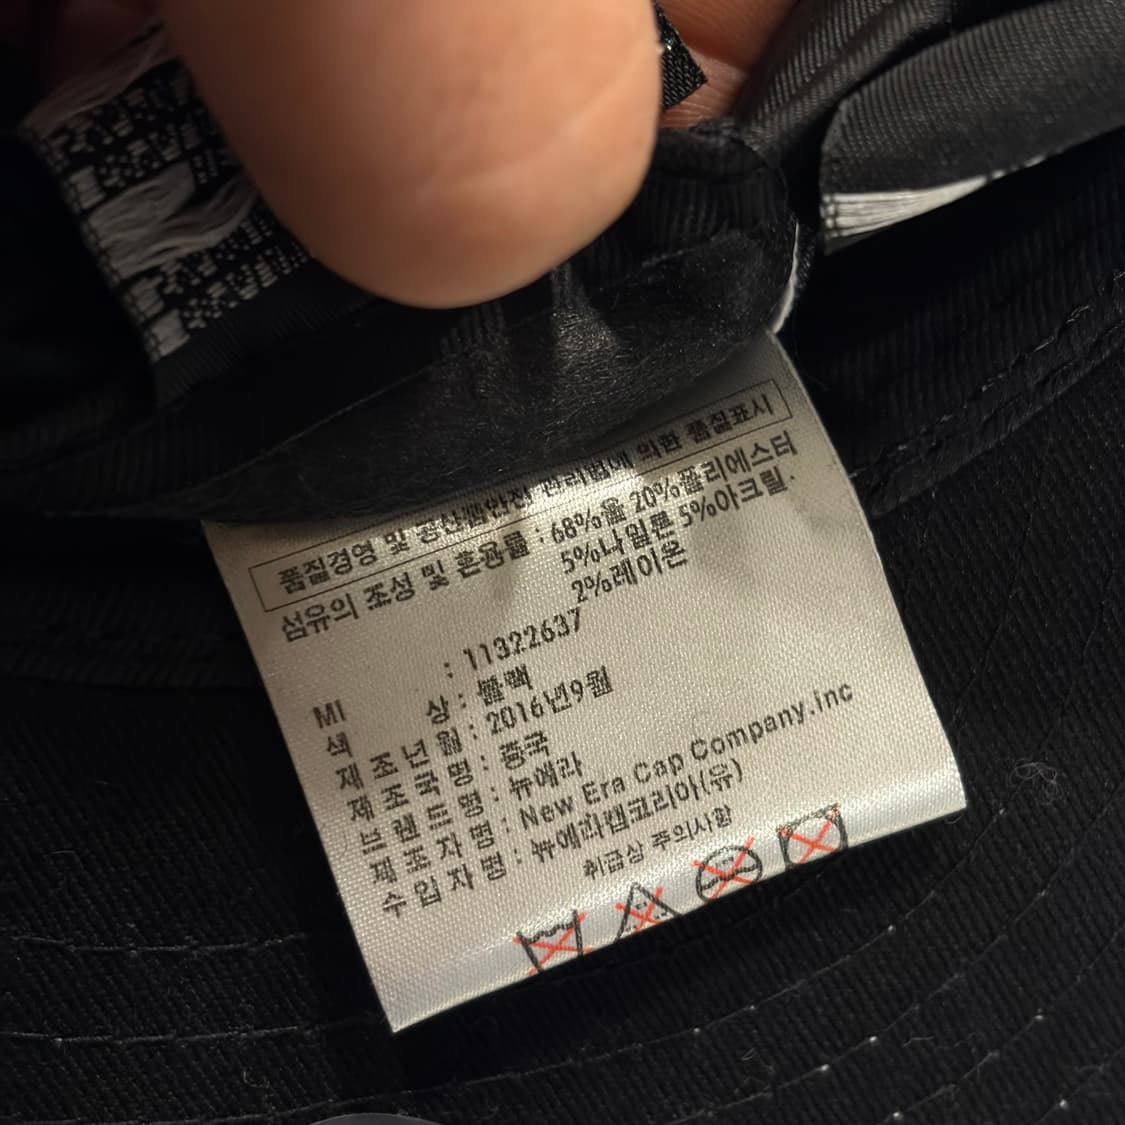 품질경영 및 공산품안전 관리법에 의한 품질표시
섬유의 조성 및 혼용률 : 68%울 20%폴리에스터
5%나일론 5%아크릴.
2%레이온
MI : 11322637
색 상 : 블랙
제 조 년 월 : 2016년9월
제 조 국 명 : 중국
브 랜 드 명 : 뉴에라
제 조 자 명 : New Era Cap Company.inc
수 입 자 명 : 뉴에라캡코리아(유)
취급상 주의사항